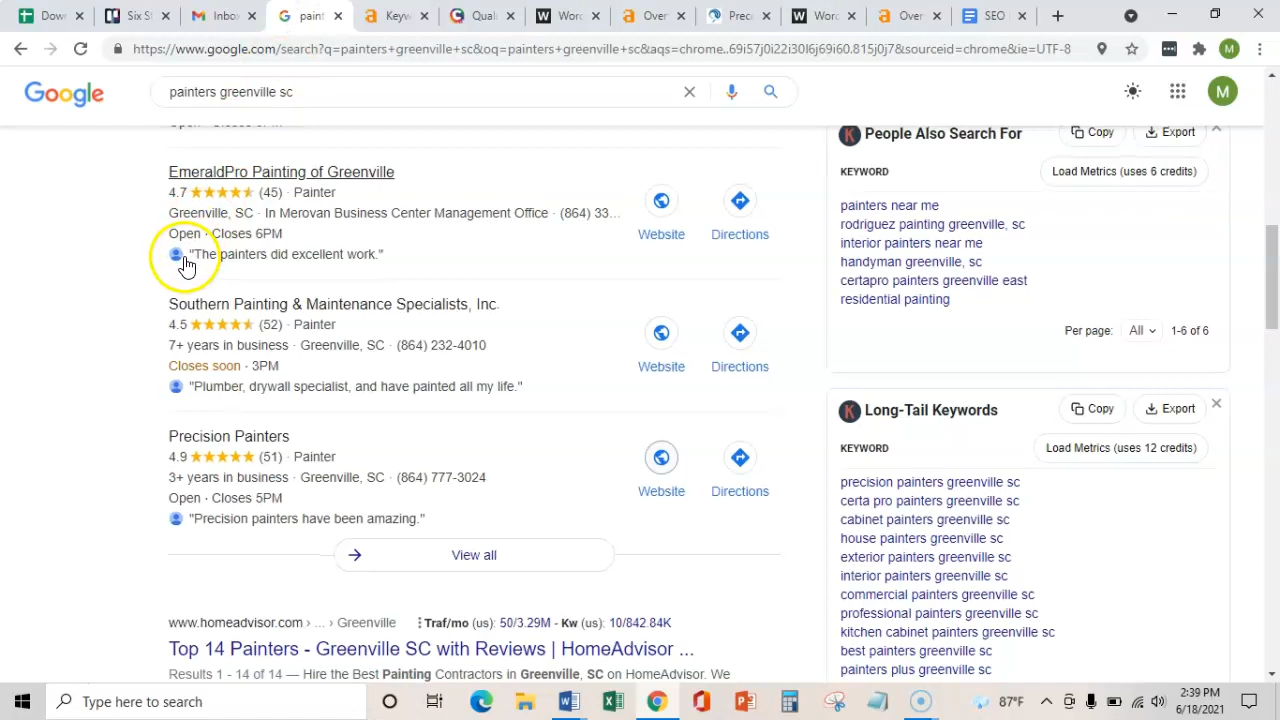 Dow
Six St
Inbo
paint
Keyw
Quali
Word
Over
Prec
Word
Over
SEO
https://www.google.com/search?q=painters+greenville+sc&oq=painters+greenville+sc&aqs=chrome..69i57j0i22i30l6j69i60.815j0j7&sourceid=chrome&ie=UTF-8
M
Google
painters greenville sc
M
EmeraldPro Painting of Greenville
4.7 (45) · Painter
Greenville, SC · In Merovan Business Center Management Office · (864) 33...
Open · Closes 6PM
"The painters did excellent work."
Website
Directions
Southern Painting & Maintenance Specialists, Inc.
4.5 (52) · Painter
7+ years in business · Greenville, SC · (864) 232-4010
Closes soon · 3PM
"Plumber, drywall specialist, and have painted all my life."
Website
Directions
Precision Painters
4.9 (51) · Painter
3+ years in business · Greenville, SC · (864) 777-3024
Open · Closes 5PM
"Precision painters have been amazing."
Website
Directions
View all
www.homeadvisor.com › ... › Greenville
Traf/mo (us): 50/3.29M - Kw (us): 10/842.84K
Top 14 Painters - Greenville SC with Reviews | HomeAdvisor ...
Results 1 - 14 of 14 — Hire the Best Painting Contractors in Greenville, SC on HomeAdvisor. We
K People Also Search For
Copy
Export
KEYWORD
Load Metrics (uses 6 credits)
painters near me
rodriguez painting greenville, sc
interior painters near me
handyman greenville, sc
certapro painters greenville east
residential painting
Per page: All 1-6 of 6
K Long-Tail Keywords
Copy
Export
KEYWORD
Load Metrics (uses 12 credits)
precision painters greenville sc
certa pro painters greenville sc
cabinet painters greenville sc
house painters greenville sc
exterior painters greenville sc
interior painters greenville sc
commercial painters greenville sc
professional painters greenville sc
kitchen cabinet painters greenville sc
best painters greenville sc
painters plus greenville sc
Type here to search
87°F
2:39 PM
6/18/2021